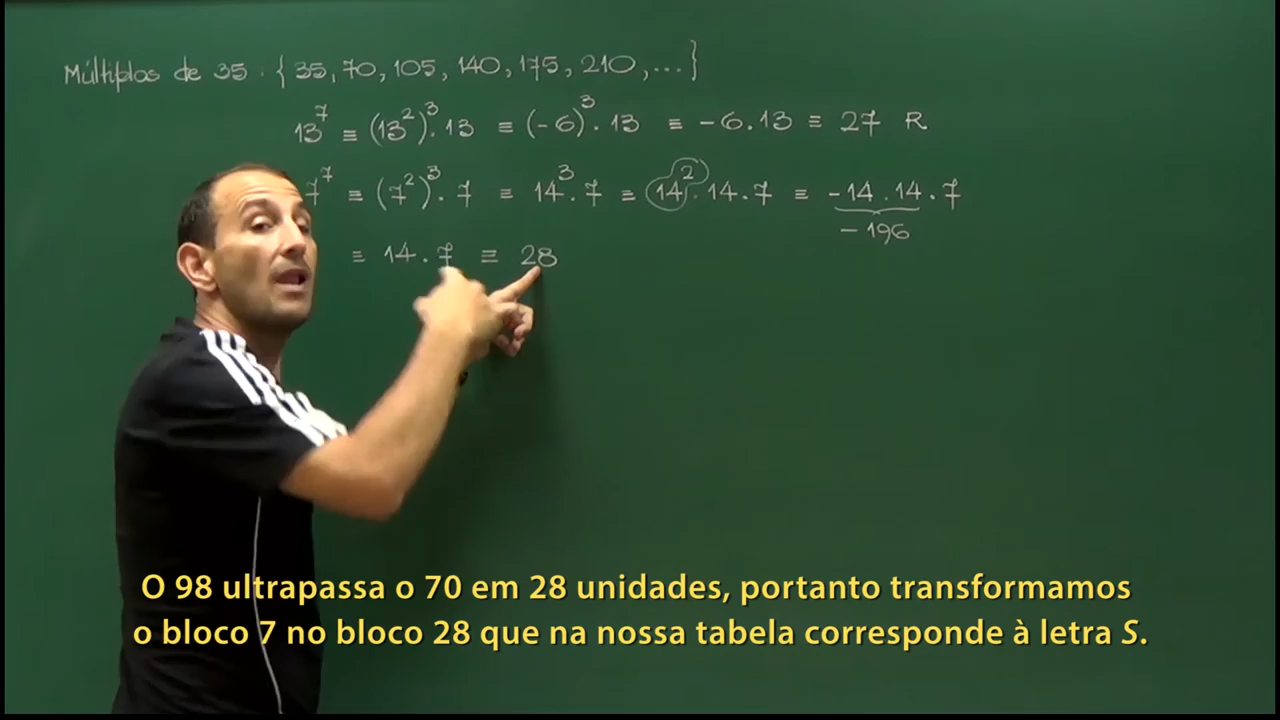 Múltiplos de 35 · { 35, 70, 105, 140, 175, 210, ... }
13⁷ ≡ (13²)³ · 13 ≡ (-6)³ · 13 ≡ -6 . 13 ≡ 27 R
7⁷ ≡ (7²)³ · 7 ≡ 14³ · 7 ≡ 14² · 14 . 7 ≡ -14 . 14 . 7
-196
≡ 14 . 7 ≡ 28
O 98 ultrapassa o 70 em 28 unidades, portanto transformamos
o bloco 7 no bloco 28 que na nossa tabela corresponde à letra S.